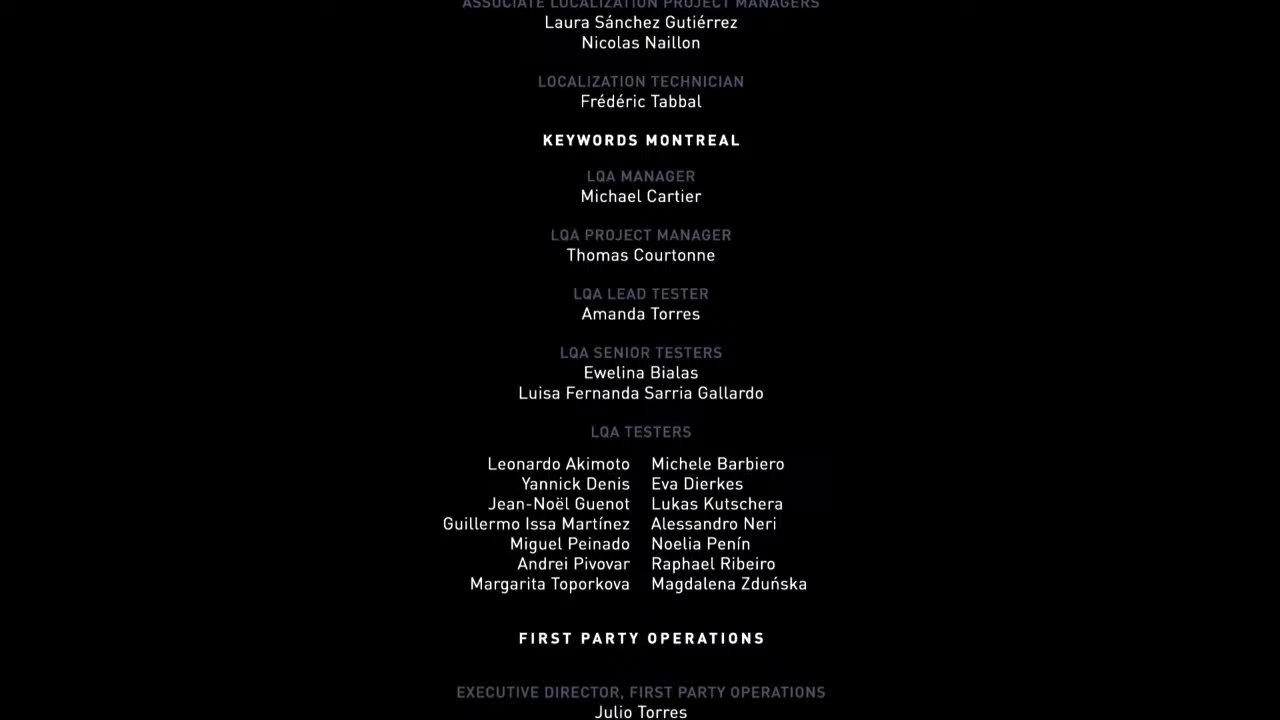 ASSOCIATE LOCALIZATION PROJECT MANAGERS
Laura Sánchez Gutiérrez
Nicolas Naillon
LOCALIZATION TECHNICIAN
Frédéric Tabbal
KEYWORDS MONTREAL
LQA MANAGER
Michael Cartier
LQA PROJECT MANAGER
Thomas Courtonne
LQA LEAD TESTER
Amanda Torres
LQA SENIOR TESTERS
Ewelina Bialas
Luisa Fernanda Sarria Gallardo
LQA TESTERS
Leonardo Akimoto Michele Barbiero
Yannick Denis Eva Dierkes
Jean-Noël Guenot Lukas Kutschera
Guillermo Issa Martínez Alessandro Neri
Miguel Peinado Noelia Penín
Andrei Pivovar Raphael Ribeiro
Margarita Toporkova Magdalena Zduńska
FIRST PARTY OPERATIONS
EXECUTIVE DIRECTOR, FIRST PARTY OPERATIONS
Julio Torres